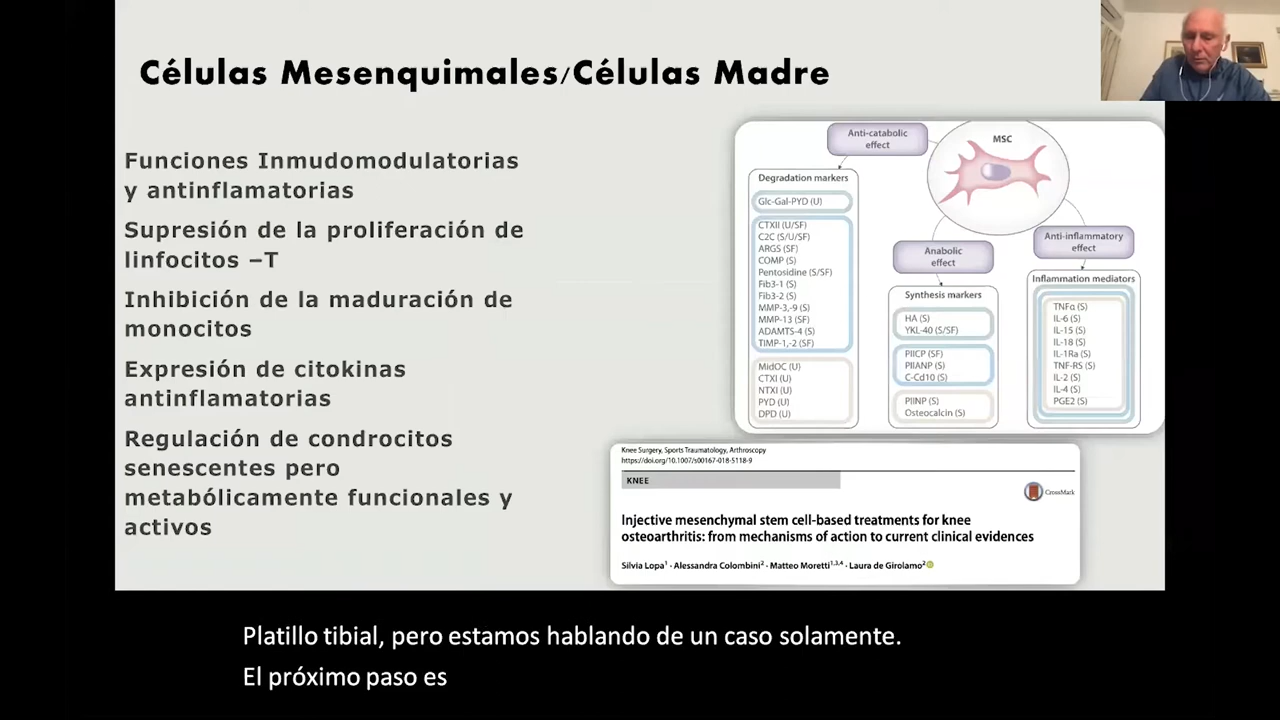 Células Mesenquimales/Células Madre
Funciones Inmudomodulatorias
y antinflamatorias
Supresión de la proliferación de
linfocitos –T
Inhibición de la maduración de
monocitos
Expresión de citokinas
antinflamatorias
Regulación de condrocitos
senescentes pero
metabólicamente funcionales y
activos
MSC
Anti-catabolic
effect
Degradation markers
Glc-Gal-PYD (U)
CTXII (U/SF)
C2C (S/U/SF)
ARGS (SF)
COMP (S)
Pentosidine (S/SF)
Fib3-1 (S)
Fib3-2 (S)
MMP-3,-9 (S)
MMP-13 (SF)
ADAMTS-4 (S)
TIMP-1,-2 (SF)
MidOC (U)
CTXI (U)
NTXI (U)
PYD (U)
DPD (U)
Anabolic
effect
Synthesis markers
HA (S)
YKL-40 (S/SF)
PIICP (SF)
PIIANP (S)
C-Cd10 (S)
PIINP (S)
Osteocalcin (S)
Anti-inflammatory
effect
Inflammation mediators
TNFα (S)
IL-6 (S)
IL-15 (S)
IL-18 (S)
IL-1Ra (S)
TNF-RS (S)
IL-2 (S)
IL-4 (S)
PGE2 (S)
Knee Surgery, Sports Traumatology, Arthroscopy
https://doi.org/10.1007/s00167-018-5118-9
KNEE
CrossMark
Injective mesenchymal stem cell-based treatments for knee
osteoarthritis: from mechanisms of action to current clinical evidences
Silvia Lopa1 · Alessandra Colombini2 · Matteo Moretti1,3,4 · Laura de Girolamo2
Platillo tibial, pero estamos hablando de un caso solamente.
El próximo paso es